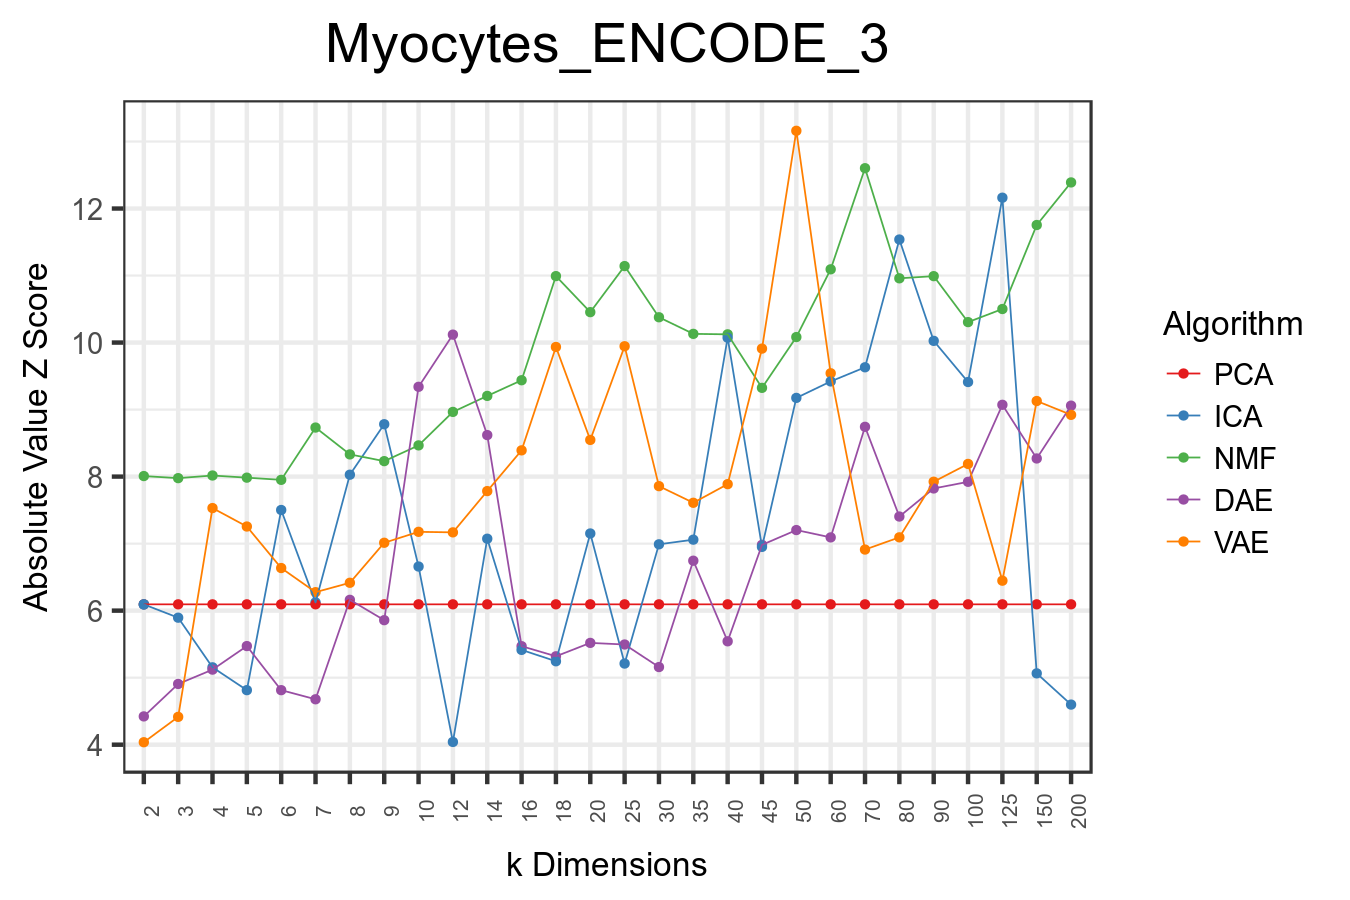 Myocytes_ENCODE_3
Absolute Value Z Score
12
10
8
6
4
2 3 4 5 6 7 8 9 10 12 14 16 18 20 25 30 35 40 45 50 60 70 80 90 100 125 150 200
k Dimensions
Algorithm
PCA
ICA
NMF
DAE
VAE